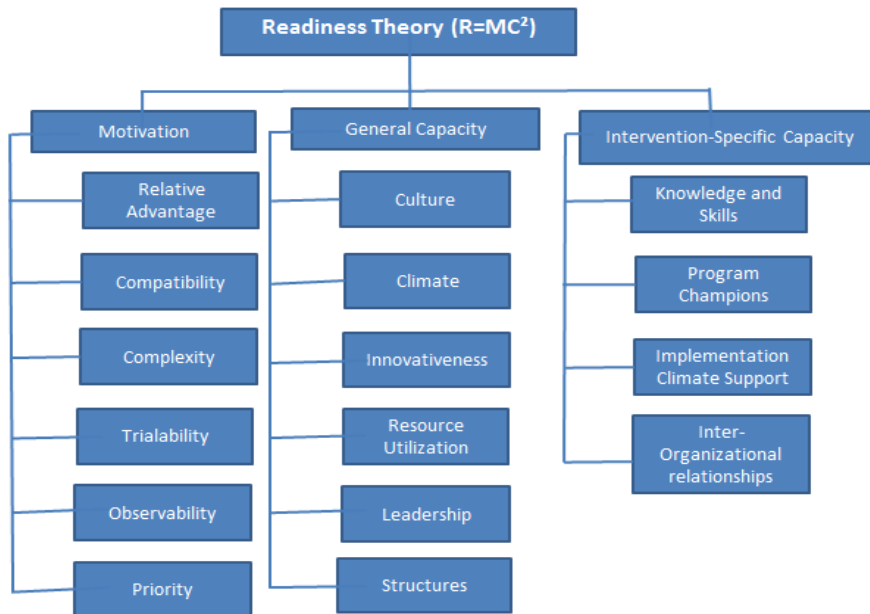 Readiness Theory (R=MC²)
Motivation
Relative
Advantage
Compatibility
Complexity
Trialability
Observability
Priority
General Capacity
Culture
Climate
Innovativeness
Resource
Utilization
Leadership
Structures
Intervention-Specific Capacity
Knowledge and
Skills
Program
Champions
Implementation
Climate Support
Inter-
Organizational
relationships